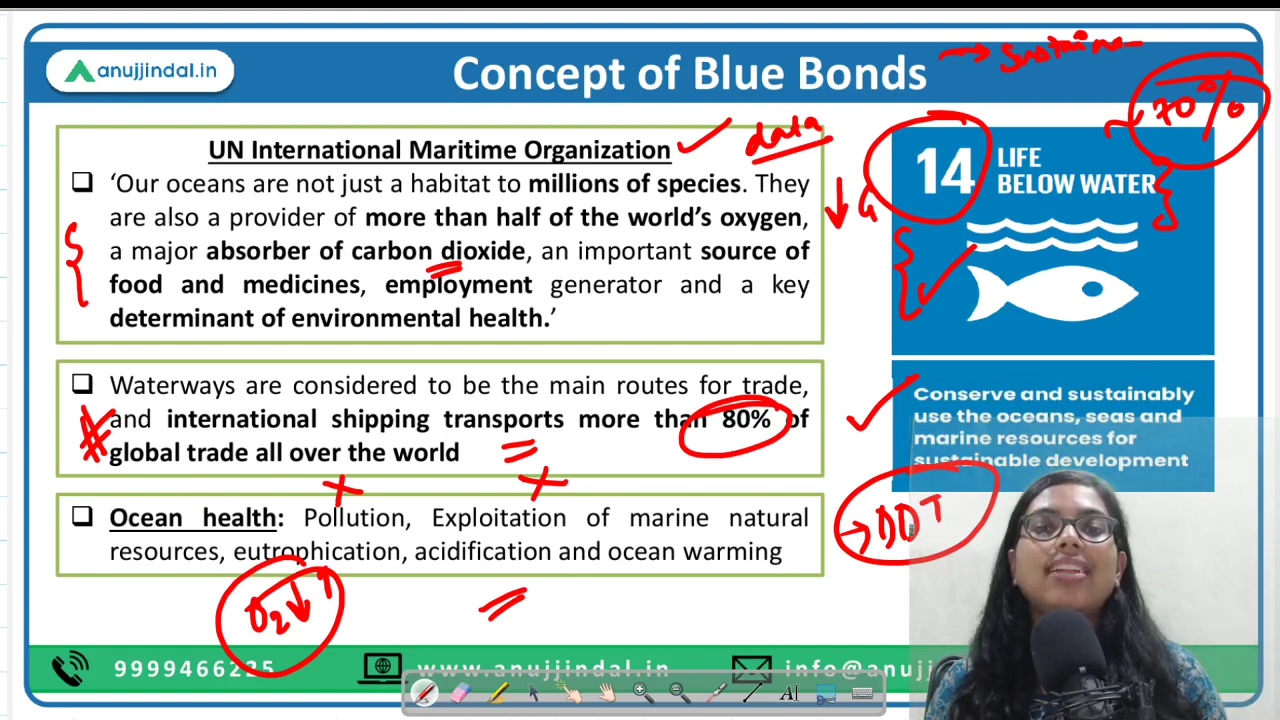 anujjindal.in
Concept of Blue Bonds
70%
UN International Maritime Organization
data
❑ ‘Our oceans are not just a habitat to millions of species. They
are also a provider of more than half of the world’s oxygen,
a major absorber of carbon dioxide, an important source of
food and medicines, employment generator and a key
determinant of environmental health.’
❑ Waterways are considered to be the main routes for trade,
and international shipping transports more than 80% of
global trade all over the world
❑ Ocean health: Pollution, Exploitation of marine natural
resources, eutrophication, acidification and ocean warming
O2↓
14
LIFE
BELOW WATER
Conserve and sustainably
use the oceans, seas and
marine resources for
sustainable development
DDT
9999466225
www.anujjindal.in
AI